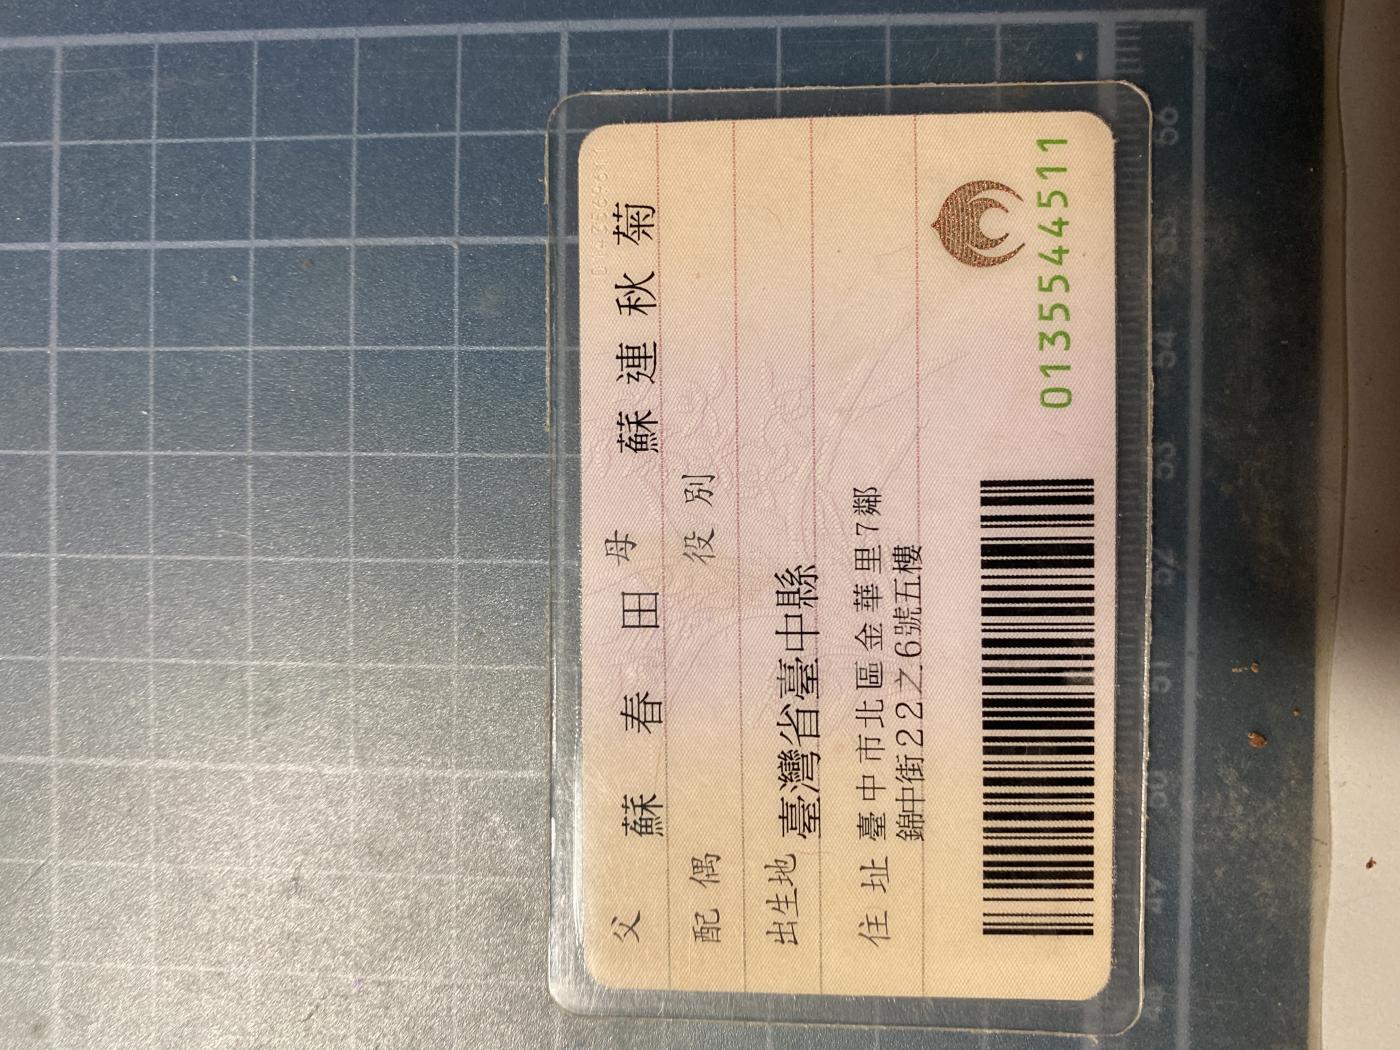 父 蘇春田 母 蘇連秋菊
配偶 役別
出生地 臺灣省臺中縣
住址 臺中市北區金華里7鄰
錦中街22之6號五樓
0135544511